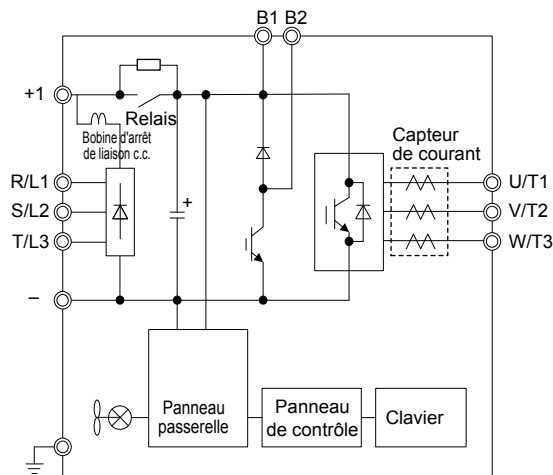 B1 B2
+1
Relais
Bobine d'arrêt
de liaison c.c.
Capteur
de courant
R/L1
S/L2
T/L3
+
U/T1
V/T2
W/T3
–
Panneau
passerelle
Panneau
de contrôle
Clavier